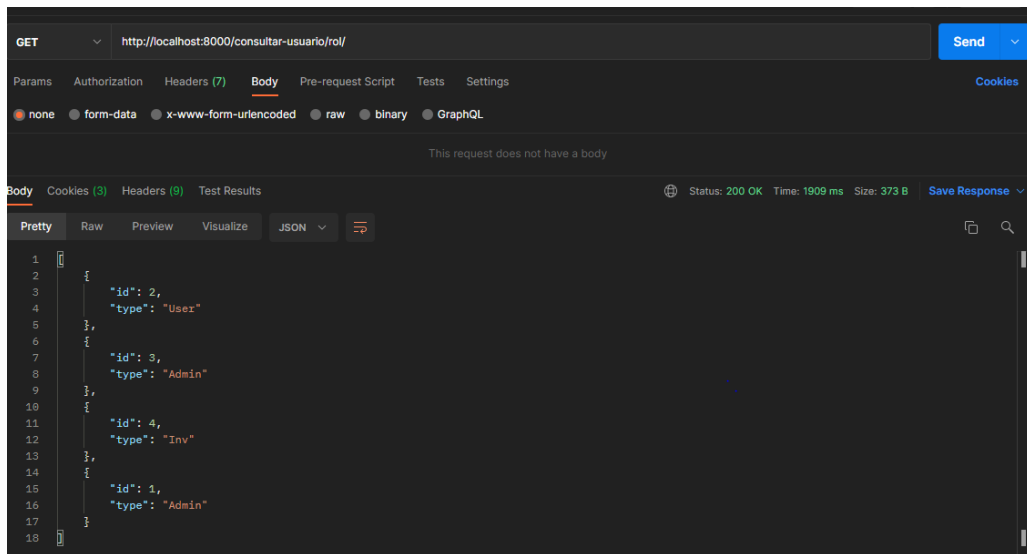 GET http://localhost:8000/consultar-usuario/rol/ Send
Params Authorization Headers (7) Body Pre-request Script Tests Settings Cookies
none form-data x-www-form-urlencoded raw binary GraphQL
This request does not have a body
Body Cookies (3) Headers (9) Test Results Status: 200 OK Time: 1909 ms Size: 373 B Save Response
Pretty Raw Preview Visualize JSON
1 [
2 {
3 "id": 2,
4 "type": "User"
5 },
6 {
7 "id": 3,
8 "type": "Admin"
9 },
10 {
11 "id": 4,
12 "type": "Inv"
13 },
14 {
15 "id": 1,
16 "type": "Admin"
17 }
18 ]